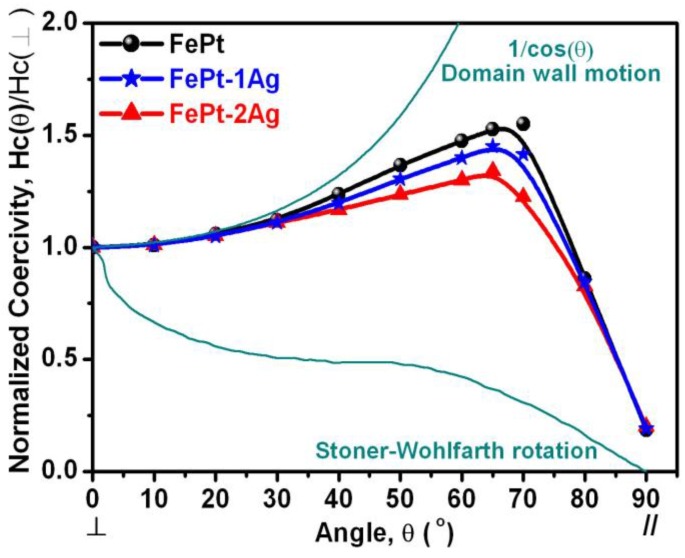 Normalized Coercivity, Hc(θ)/Hc(⊥)
2.0
1.5
1.0
0.5
0.0
FePt
FePt-1Ag
FePt-2Ag
1/cos(θ)
Domain wall motion
Stoner-Wohlfarth rotation
0 10 20 30 40 50 60 70 80 90
⊥ Angle, θ (°) //